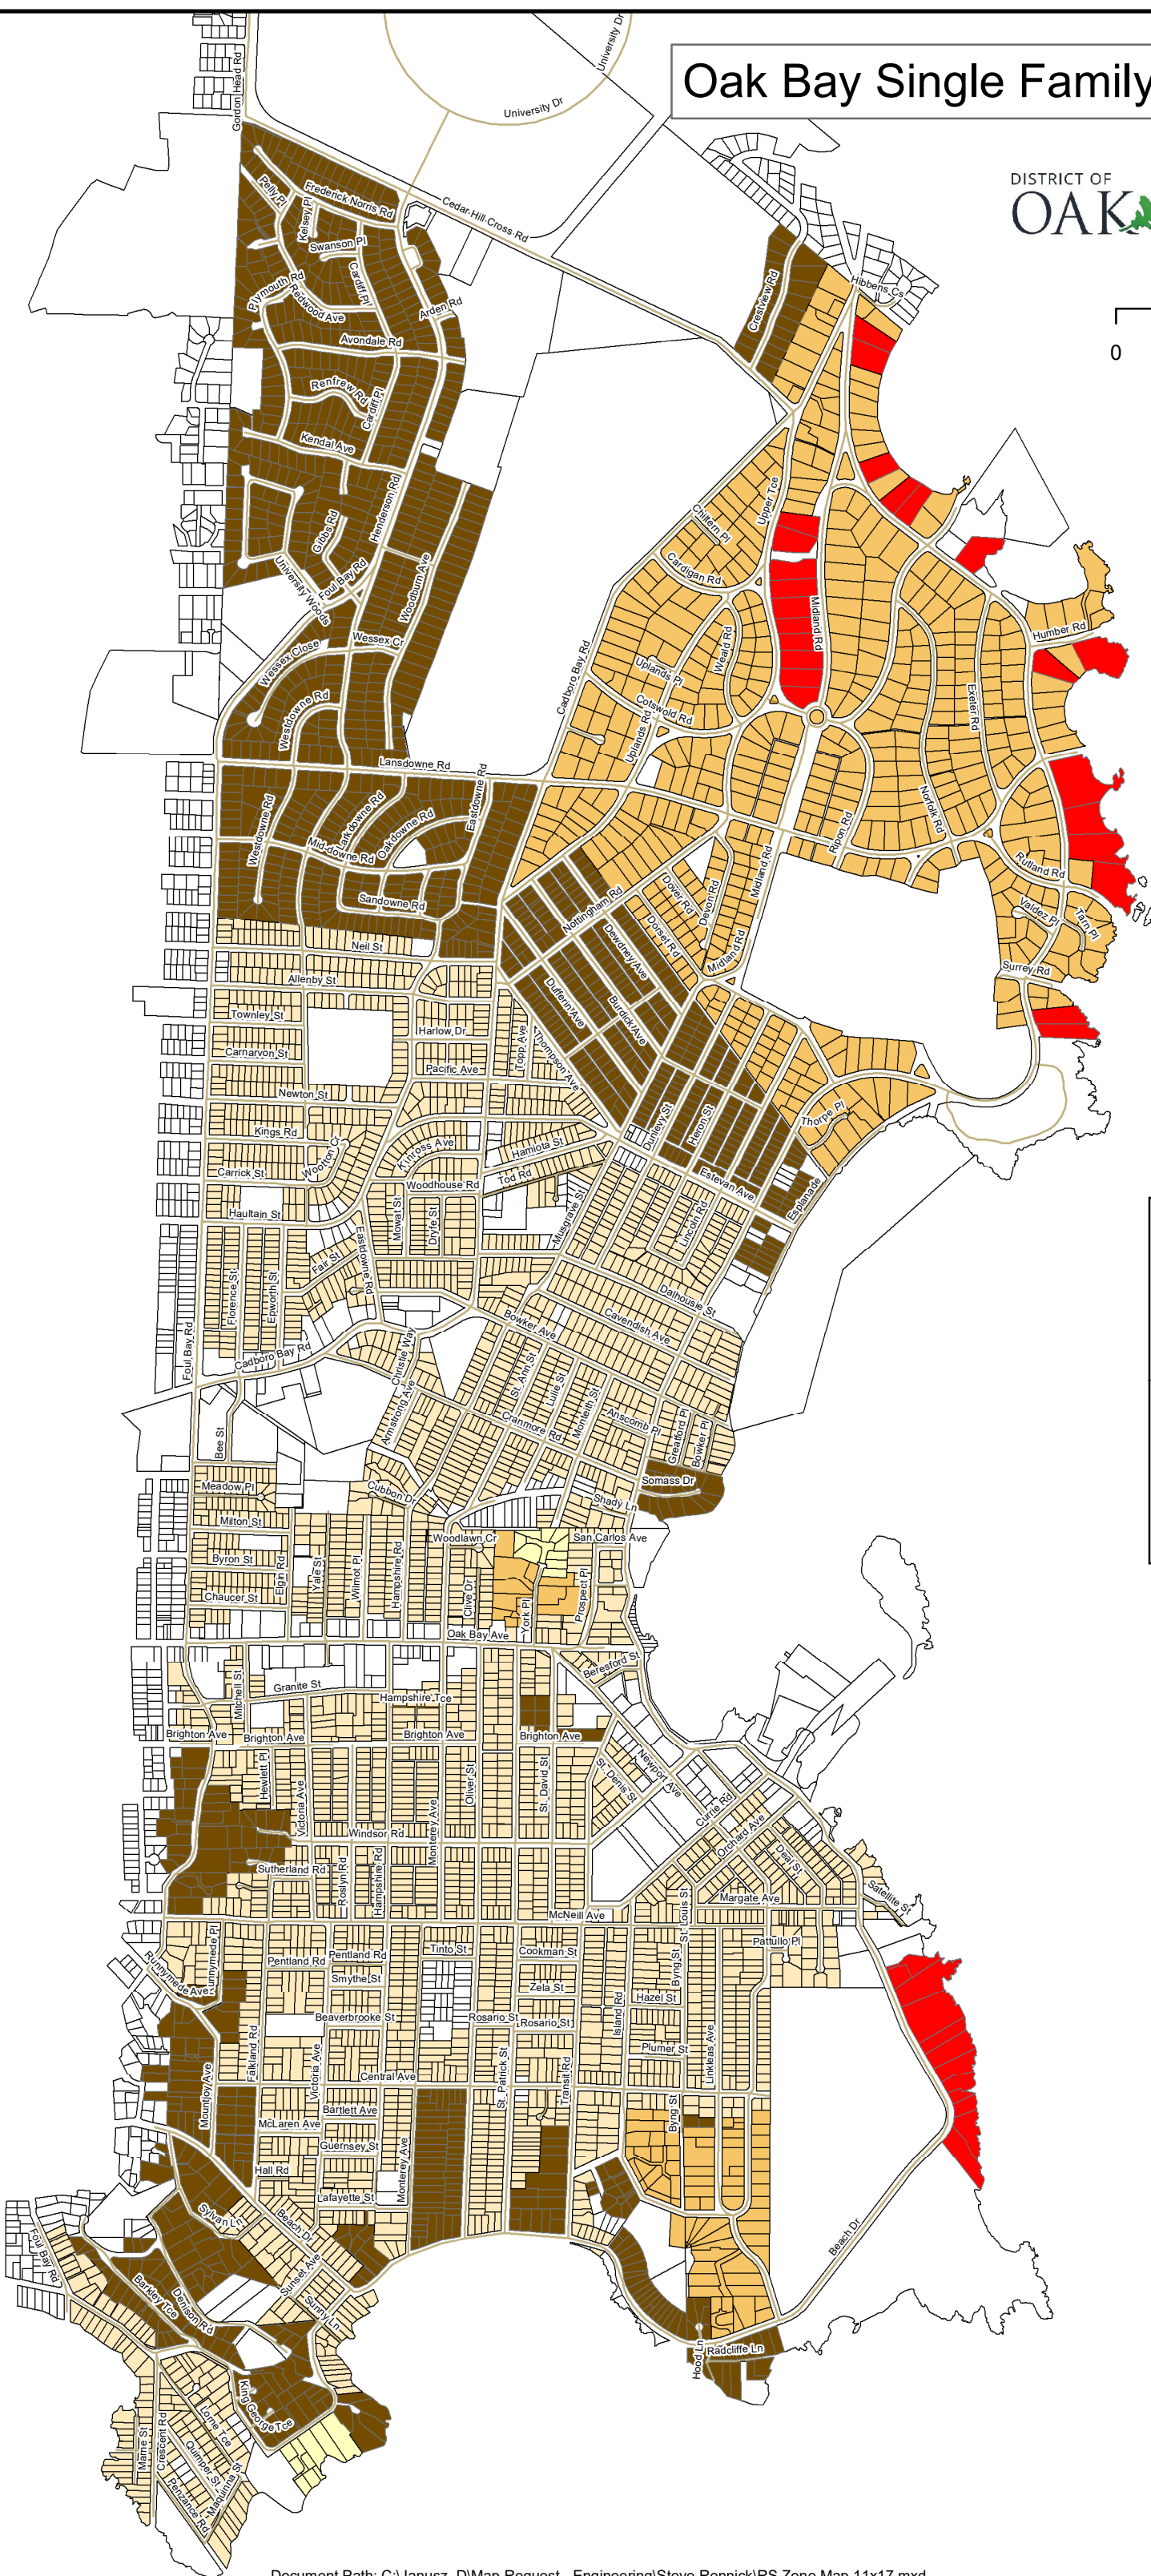 University Dr
University Dr
Gordon Head Rd
Oak Bay Single Family
DISTRICT OF
OAK
0
Pelly Pl
Frederick Norris Rd
Kelsey Pl
Cedar Hill Cross Rd
Swanson Pl
Cardiff Pl
Plymouth Rd
Redwood Ave
Arden Rd
Crestview Rd
Hibbens Cs
Avondale Rd
Renfrew Rd
Cardiff Pl
Kendal Ave
Henderson Rd
Gibbs Rd
Upper Tce
Chiltern Pl
University Woods
Foul Bay Rd
Woodburn Ave
Cardigan Rd
Midland Rd
Humber Rd
Wessex Close
Wessex Cr
Weald Rd
Cadboro Bay Rd
Uplands Pl
Cotswold Rd
Uplands Rd
Exeter Rd
Westdowne Rd
Lansdowne Rd
Eastdowne Rd
Westdowne Rd
Mid-downe Rd
Oakdowne Rd
Norfolk Rd
Ripon Rd
Sandowne Rd
Nottingham Rd
Dover Rd
Devon Rd
Midland Rd
Rutland Rd
Valdez Pl
Tarn Pl
Dorset Rd
Dewdney Ave
Midland Rd
Surrey Rd
Neil St
Allenby St
Dufferin Ave
Burdick Ave
Townley St
Harlow Dr
Topp Ave
Thompson Ave
Carnarvon St
Pacific Ave
Newton St
Thorpe Pl
Dunlevy St
Heron St
Kings Rd
Wootton Cr
Kinross Ave
Hamiota St
Carrick St
Tod Rd
Woodhouse Rd
Estevan Ave
Esplanade
Haultain St
Mowat St
Dryfe St
Musgrave St
Lincoln Rd
Fair St
Eastdowne Rd
Florence St
Epworth St
Dalhousie St
Cavendish Ave
Bowker Ave
Foul Bay Rd
Cadboro Bay Rd
Christie Way
St. Ann St
Lulie St
Monteith St
Armstrong Ave
Cranmore Rd
Anscomb Pl
Greatford Pl
Bowker Pl
Bee St
Somass Dr
Meadow Pl
Cubbon Dr
Shady Ln
Milton St
Woodlawn Cr
San Carlos Ave
Byron St
Elgin Rd
Yale St
Wilmot Pl
Hampshire Rd
Clive Dr
York Pl
Prospect Pl
Chaucer St
Oak Bay Ave
Beresford St
Mitchell St
Granite St
Hampshire Tce
Brighton Ave
Brighton Ave
Brighton Ave
Brighton Ave
Hewlett Pl
Victoria Ave
Oliver St
St. David St
St. Denis St
Newport Ave
Currie Rd
Orchard Ave
Deal St
Windsor Rd
Monterey Ave
Sutherland Rd
Roslyn Rd
Hampshire Rd
Margate Ave
Satellite St
McNeill Ave
St. Louis St
Runnymede Pl
Runnymede Ave
Pentland Rd
Pentland Rd
Tinto St
Cookman St
Pattullo Pl
Smythe St
Zela St
Byng St
Hazel St
Beaverbrooke St
Rosario St
Rosario St
Island Rd
Falkland Rd
Victoria Ave
Plumer St
Linkleas Ave
Mountjoy Ave
Central Ave
St. Patrick St
Transit Rd
Bartlett Ave
McLaren Ave
Byng St
Guernsey St
Hall Rd
Monterey Ave
Lafayette St
Sylvan Ln
Beach Dr
Beach Dr
Foul Bay Rd
Sunset Ave
Barkley Tce
Denison Rd
Sunny Ln
Hood Ln
Radcliffe Ln
King George Tce
Lorne Tce
Marne St
Crescent Rd
Quimper St
Maquinna St
Penzance Rd
Document Path: C:\Janusz_D\Map Request - Engineering\Steve Rennick\RS Zone Map 11x17.mxd